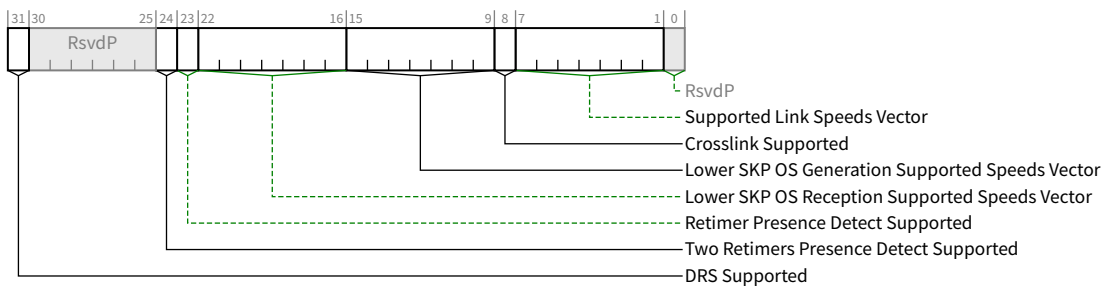 31 30 25 24 23 22 16 15 9 8 7 1 0
RsvdP
RsvdP
Supported Link Speeds Vector
Crosslink Supported
Lower SKP OS Generation Supported Speeds Vector
Lower SKP OS Reception Supported Speeds Vector
Retimer Presence Detect Supported
Two Retimers Presence Detect Supported
DRS Supported